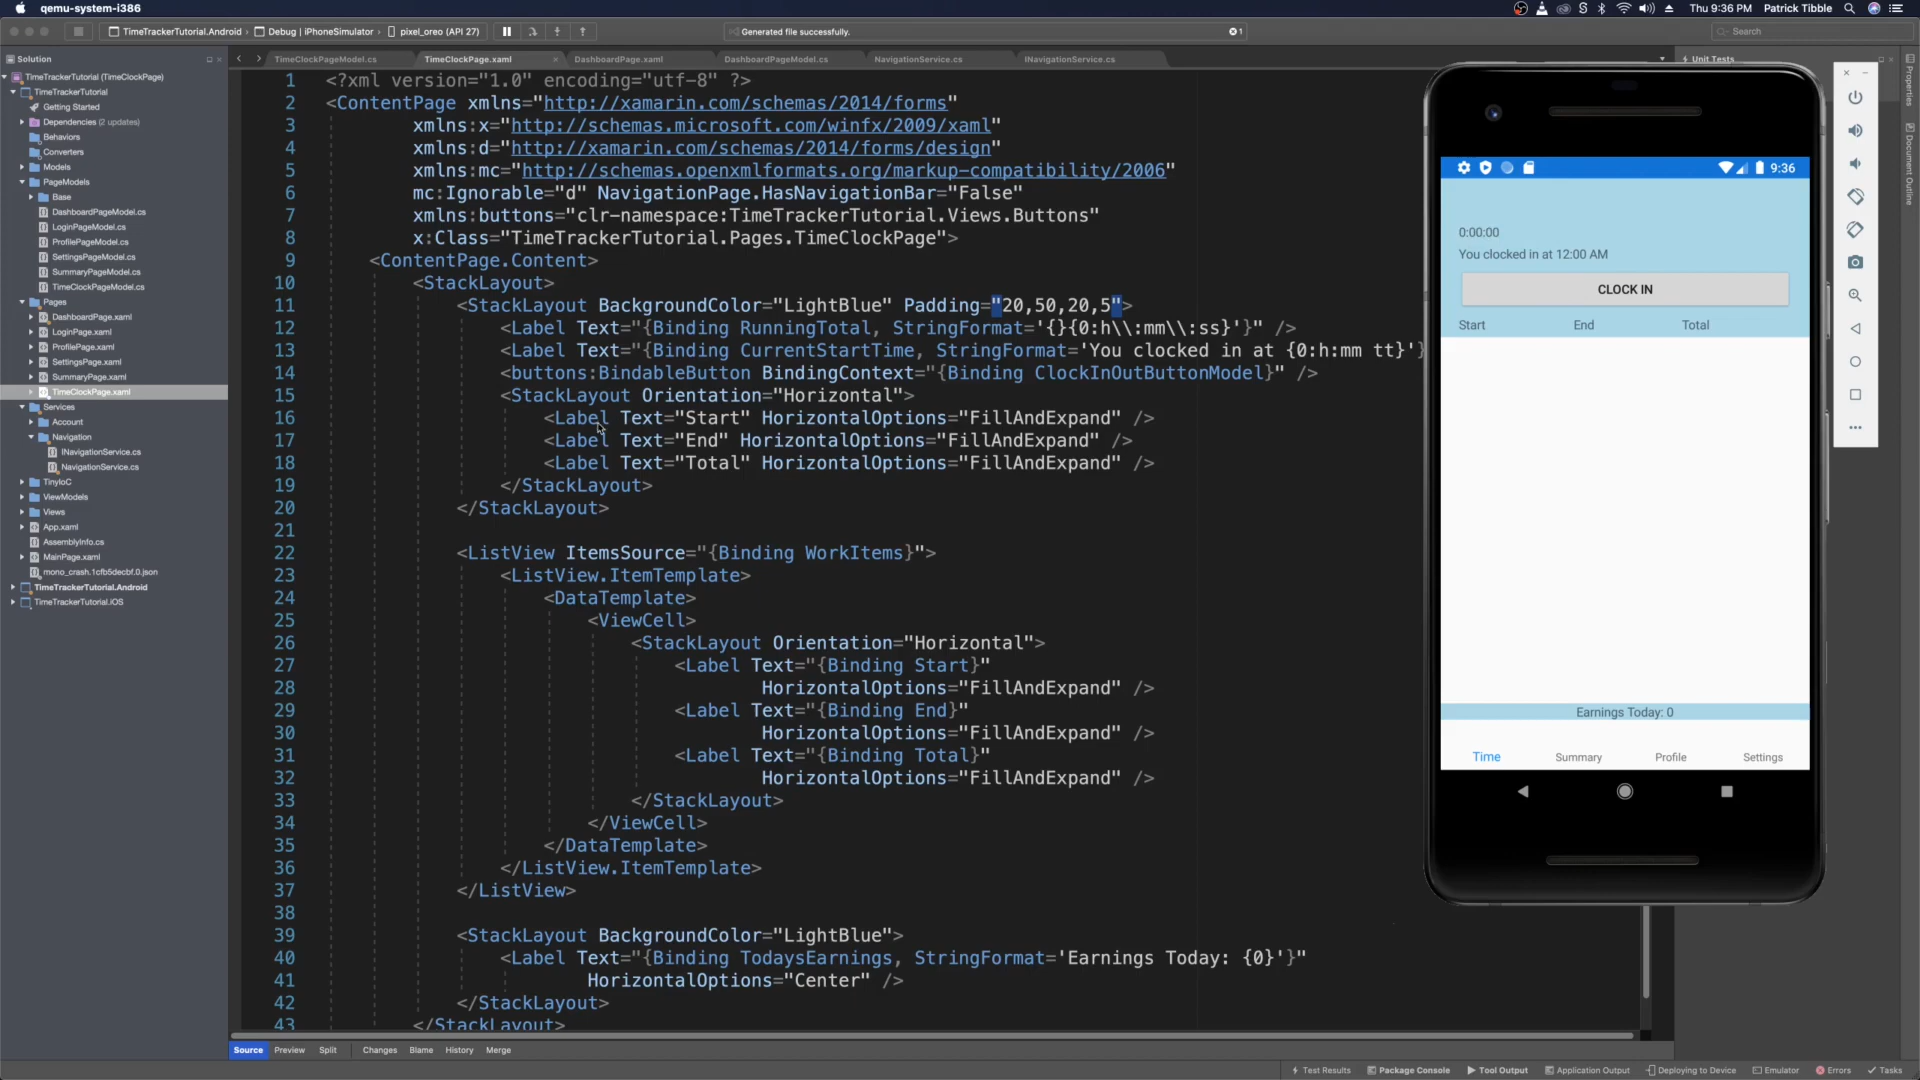 qemu-system-i386
Thu 9:36 PM Patrick Tibble
TimeTrackerTutorial.Android Debug | iPhoneSimulator pixel_oreo (API 27)
Generated file successfully.
1
Search
Solution
TimeClockPageModel.cs TimeClockPage.xaml DashboardPage.xaml DashboardPageModel.cs NavigationService.cs INavigationService.cs
Unit Tests
Properties
Document Outline
TimeTrackerTutorial (TimeClockPage)
TimeTrackerTutorial
Getting Started
Dependencies (2 updates)
Behaviors
Converters
Models
PageModels
Base
DashboardPageModel.cs
LoginPageModel.cs
ProfilePageModel.cs
SettingsPageModel.cs
SummaryPageModel.cs
TimeClockPageModel.cs
Pages
DashboardPage.xaml
LoginPage.xaml
ProfilePage.xaml
SettingsPage.xaml
SummaryPage.xaml
TimeClockPage.xaml
Services
Account
Navigation
INavigationService.cs
NavigationService.cs
TinyIoC
ViewModels
Views
App.xaml
AssemblyInfo.cs
MainPage.xaml
mono_crash.1cfb5decbf.0.json
TimeTrackerTutorial.Android
TimeTrackerTutorial.iOS
1 <?xml version="1.0" encoding="utf-8" ?>
2 <ContentPage xmlns="http://xamarin.com/schemas/2014/forms"
3 xmlns:x="http://schemas.microsoft.com/winfx/2009/xaml"
4 xmlns:d="http://xamarin.com/schemas/2014/forms/design"
5 xmlns:mc="http://schemas.openxmlformats.org/markup-compatibility/2006"
6 mc:Ignorable="d" NavigationPage.HasNavigationBar="False"
7 xmlns:buttons="clr-namespace:TimeTrackerTutorial.Views.Buttons"
8 x:Class="TimeTrackerTutorial.Pages.TimeClockPage">
9 <ContentPage.Content>
10 <StackLayout>
11 <StackLayout BackgroundColor="LightBlue" Padding="20,50,20,5">
12 <Label Text="{Binding RunningTotal, StringFormat='{}{0:h\\:mm\\:ss}'}" />
13 <Label Text="{Binding CurrentStartTime, StringFormat='You clocked in at {0:h:mm tt}'}
14 <buttons:BindableButton BindingContext="{Binding ClockInOutButtonModel}" />
15 <StackLayout Orientation="Horizontal">
16 <Label Text="Start" HorizontalOptions="FillAndExpand" />
17 <Label Text="End" HorizontalOptions="FillAndExpand" />
18 <Label Text="Total" HorizontalOptions="FillAndExpand" />
19 </StackLayout>
20 </StackLayout>
21
22 <ListView ItemsSource="{Binding WorkItems}">
23 <ListView.ItemTemplate>
24 <DataTemplate>
25 <ViewCell>
26 <StackLayout Orientation="Horizontal">
27 <Label Text="{Binding Start}"
28 HorizontalOptions="FillAndExpand" />
29 <Label Text="{Binding End}"
30 HorizontalOptions="FillAndExpand" />
31 <Label Text="{Binding Total}"
32 HorizontalOptions="FillAndExpand" />
33 </StackLayout>
34 </ViewCell>
35 </DataTemplate>
36 </ListView.ItemTemplate>
37 </ListView>
38
39 <StackLayout BackgroundColor="LightBlue">
40 <Label Text="{Binding TodaysEarnings, StringFormat='Earnings Today: {0}'}"
41 HorizontalOptions="Center" />
42 </StackLayout>
43 </StackLayout>
9:36
0:00:00
You clocked in at 12:00 AM
CLOCK IN
Start End Total
Earnings Today: 0
Time Summary Profile Settings
Source Preview Split Changes Blame History Merge
Test Results Package Console Tool Output Application Output Deploying to Device Emulator Errors Tasks